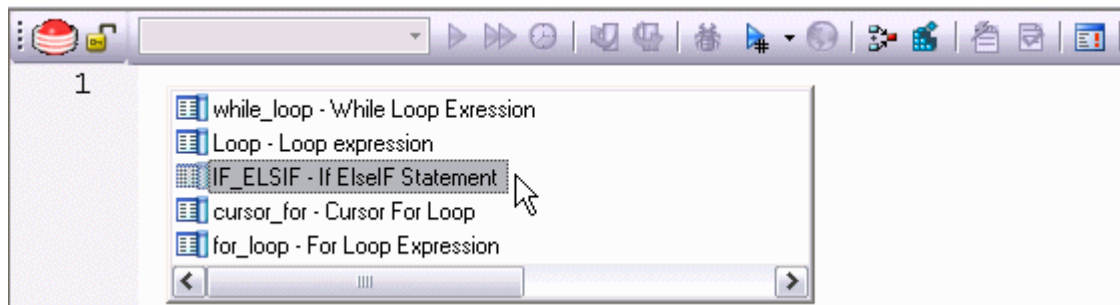 1
while_loop - While Loop Exression
Loop - Loop expression
IF_ELSIF - If ElseIF Statement
cursor_for - Cursor For Loop
for_loop - For Loop Expression